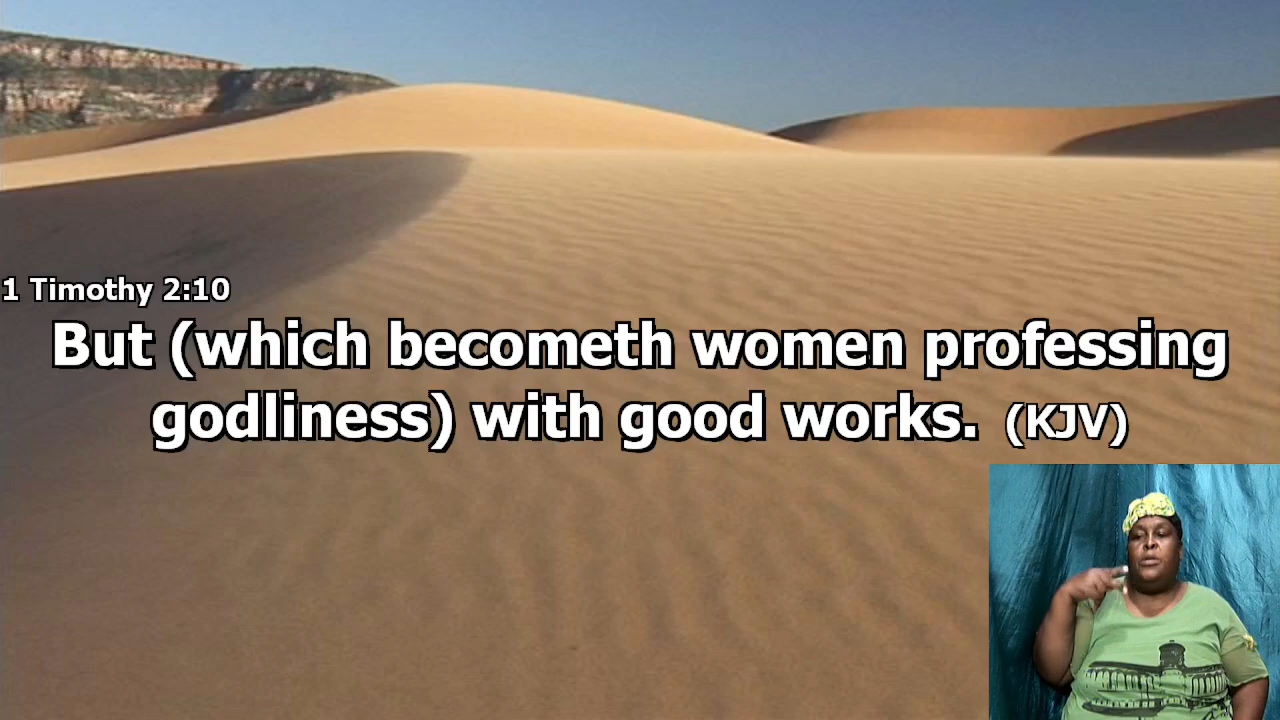 1 Timothy 2:10
But (which becometh women professing
godliness) with good works. (KJV)